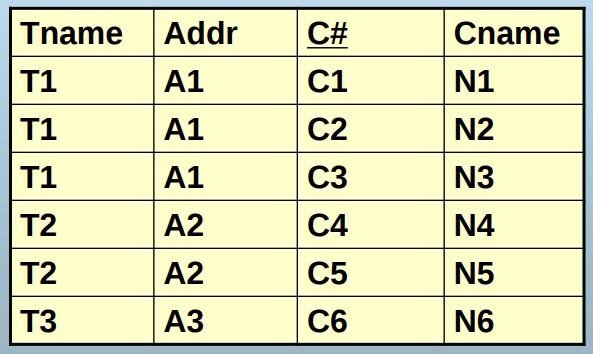 Tname Addr C# Cname
T1 A1 C1 N1
T1 A1 C2 N2
T1 A1 C3 N3
T2 A2 C4 N4
T2 A2 C5 N5
T3 A3 C6 N6